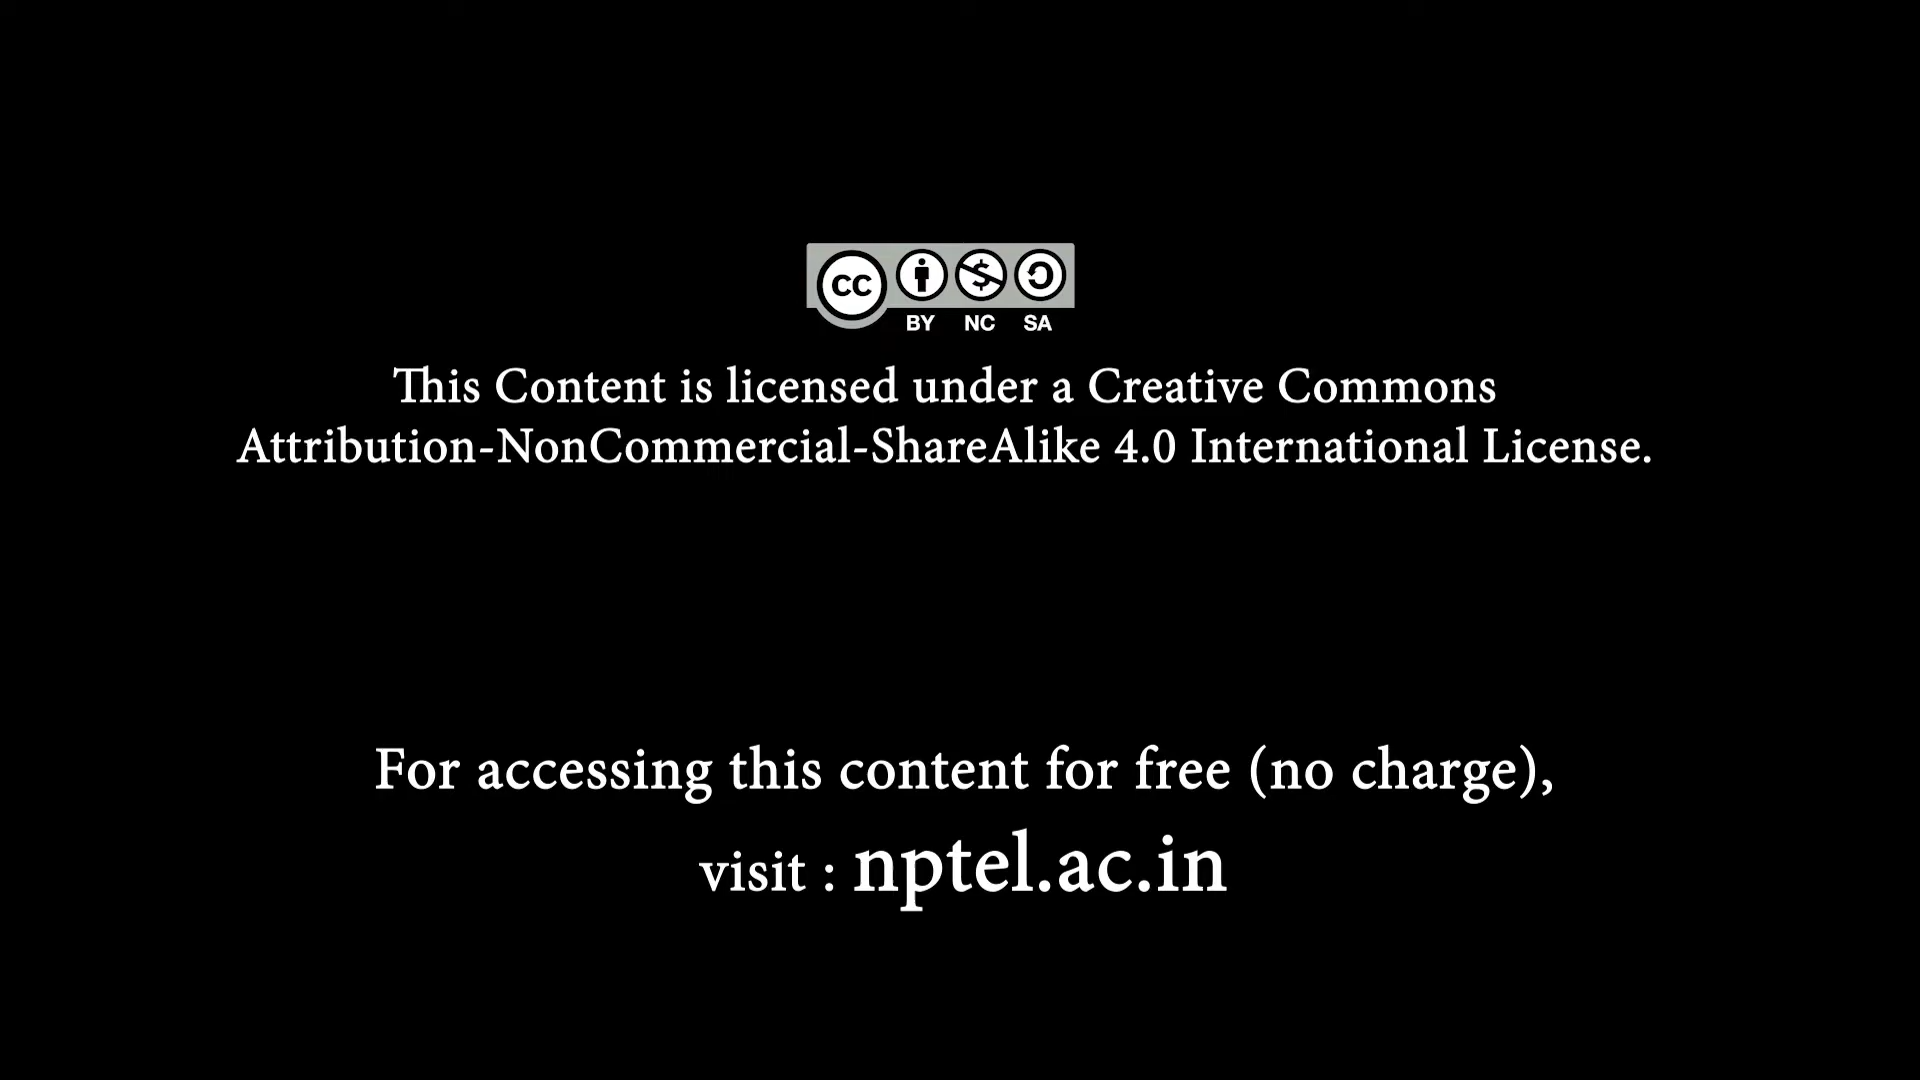 CC BY NC SA
This Content is licensed under a Creative Commons
Attribution-NonCommercial-ShareAlike 4.0 International License.
For accessing this content for free (no charge),
visit : nptel.ac.in